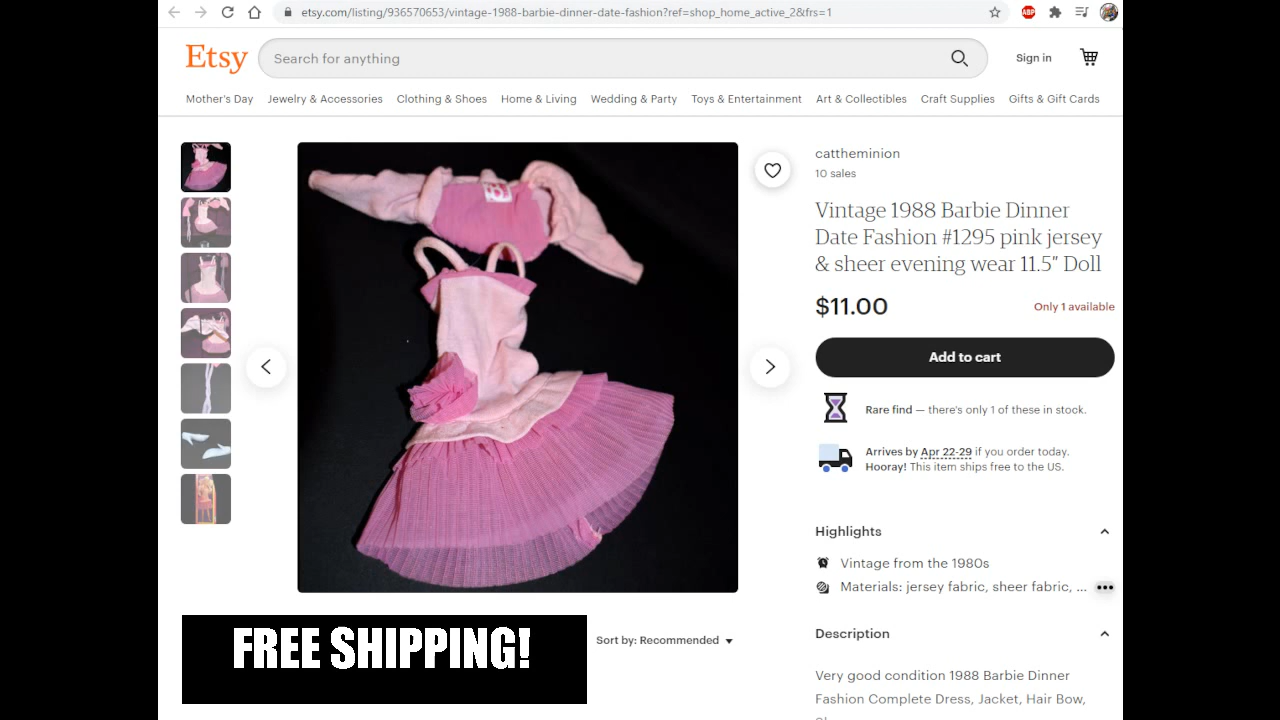 etsy.com/listing/936570653/vintage-1988-barbie-dinner-date-fashion?ref=shop_home_active_2&frs=1
ABP
Etsy
Search for anything
Sign in
Mother's Day Jewelry & Accessories Clothing & Shoes Home & Living Wedding & Party Toys & Entertainment Art & Collectibles Craft Supplies Gifts & Gift Cards
cattheminion
10 sales
Vintage 1988 Barbie Dinner
Date Fashion #1295 pink jersey
& sheer evening wear 11.5" Doll
$11.00
Only 1 available
Add to cart
Rare find — there's only 1 of these in stock.
Arrives by Apr 22-29 if you order today.
Hooray! This item ships free to the US.
Highlights
Vintage from the 1980s
Materials: jersey fabric, sheer fabric, ...
FREE SHIPPING!
Sort by: Recommended
Description
Very good condition 1988 Barbie Dinner
Fashion Complete Dress, Jacket, Hair Bow,